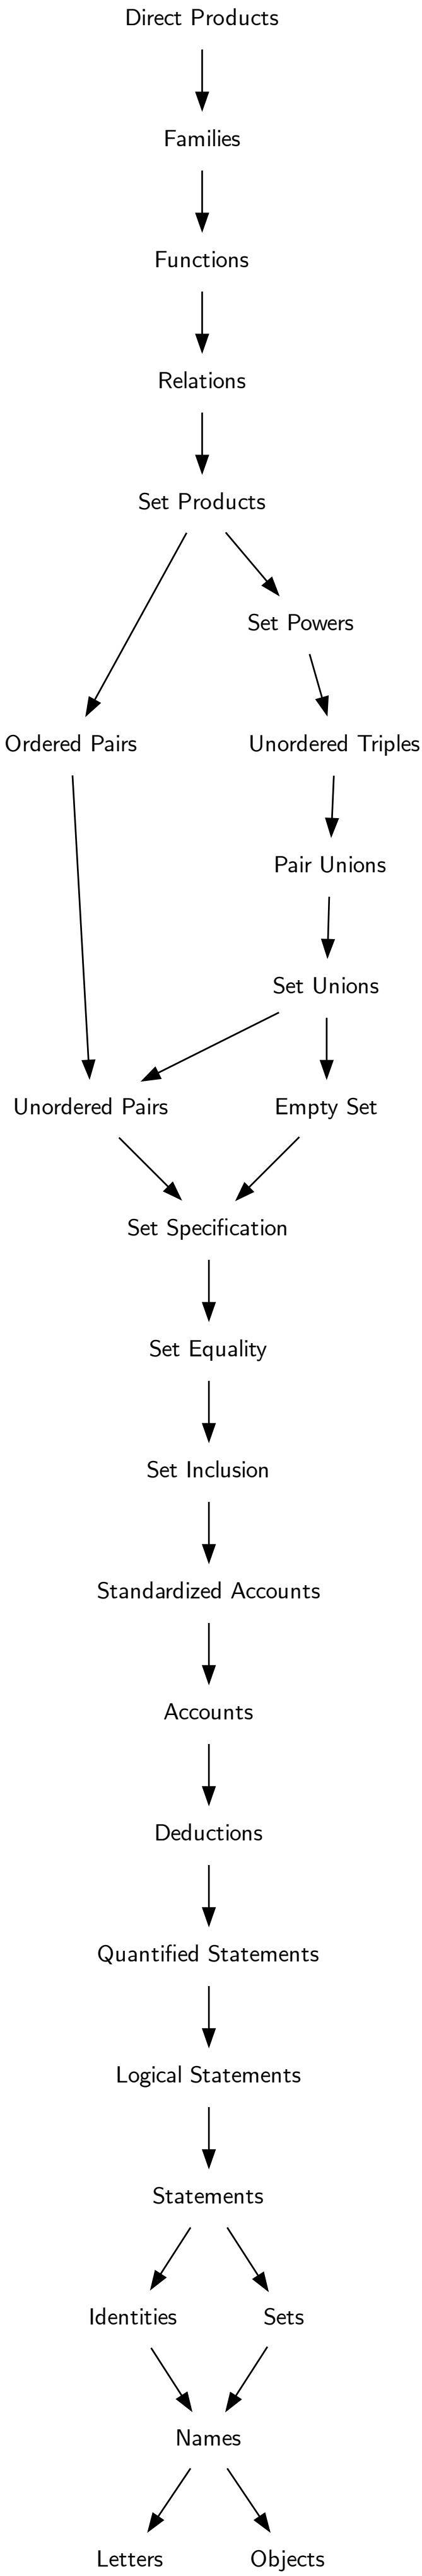 Direct Products
Families
Functions
Relations
Set Products
Set Powers
Ordered Pairs
Unordered Triples
Pair Unions
Set Unions
Unordered Pairs
Empty Set
Set Specification
Set Equality
Set Inclusion
Standardized Accounts
Accounts
Deductions
Quantified Statements
Logical Statements
Statements
Identities
Sets
Names
Letters
Objects